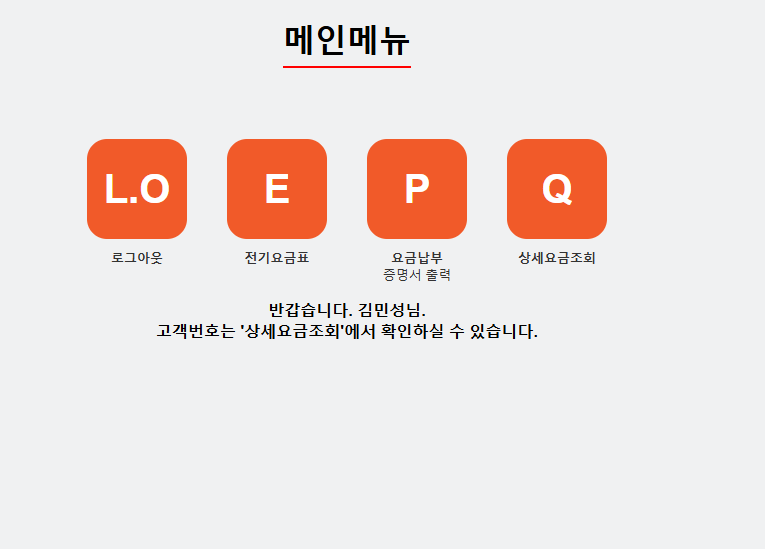 메인메뉴
L.O E P Q
로그아웃 전기요금표 요금납부 상세요금조회
증명서 출력
반갑습니다. 김민성님.
고객번호는 '상세요금조회'에서 확인하실 수 있습니다.